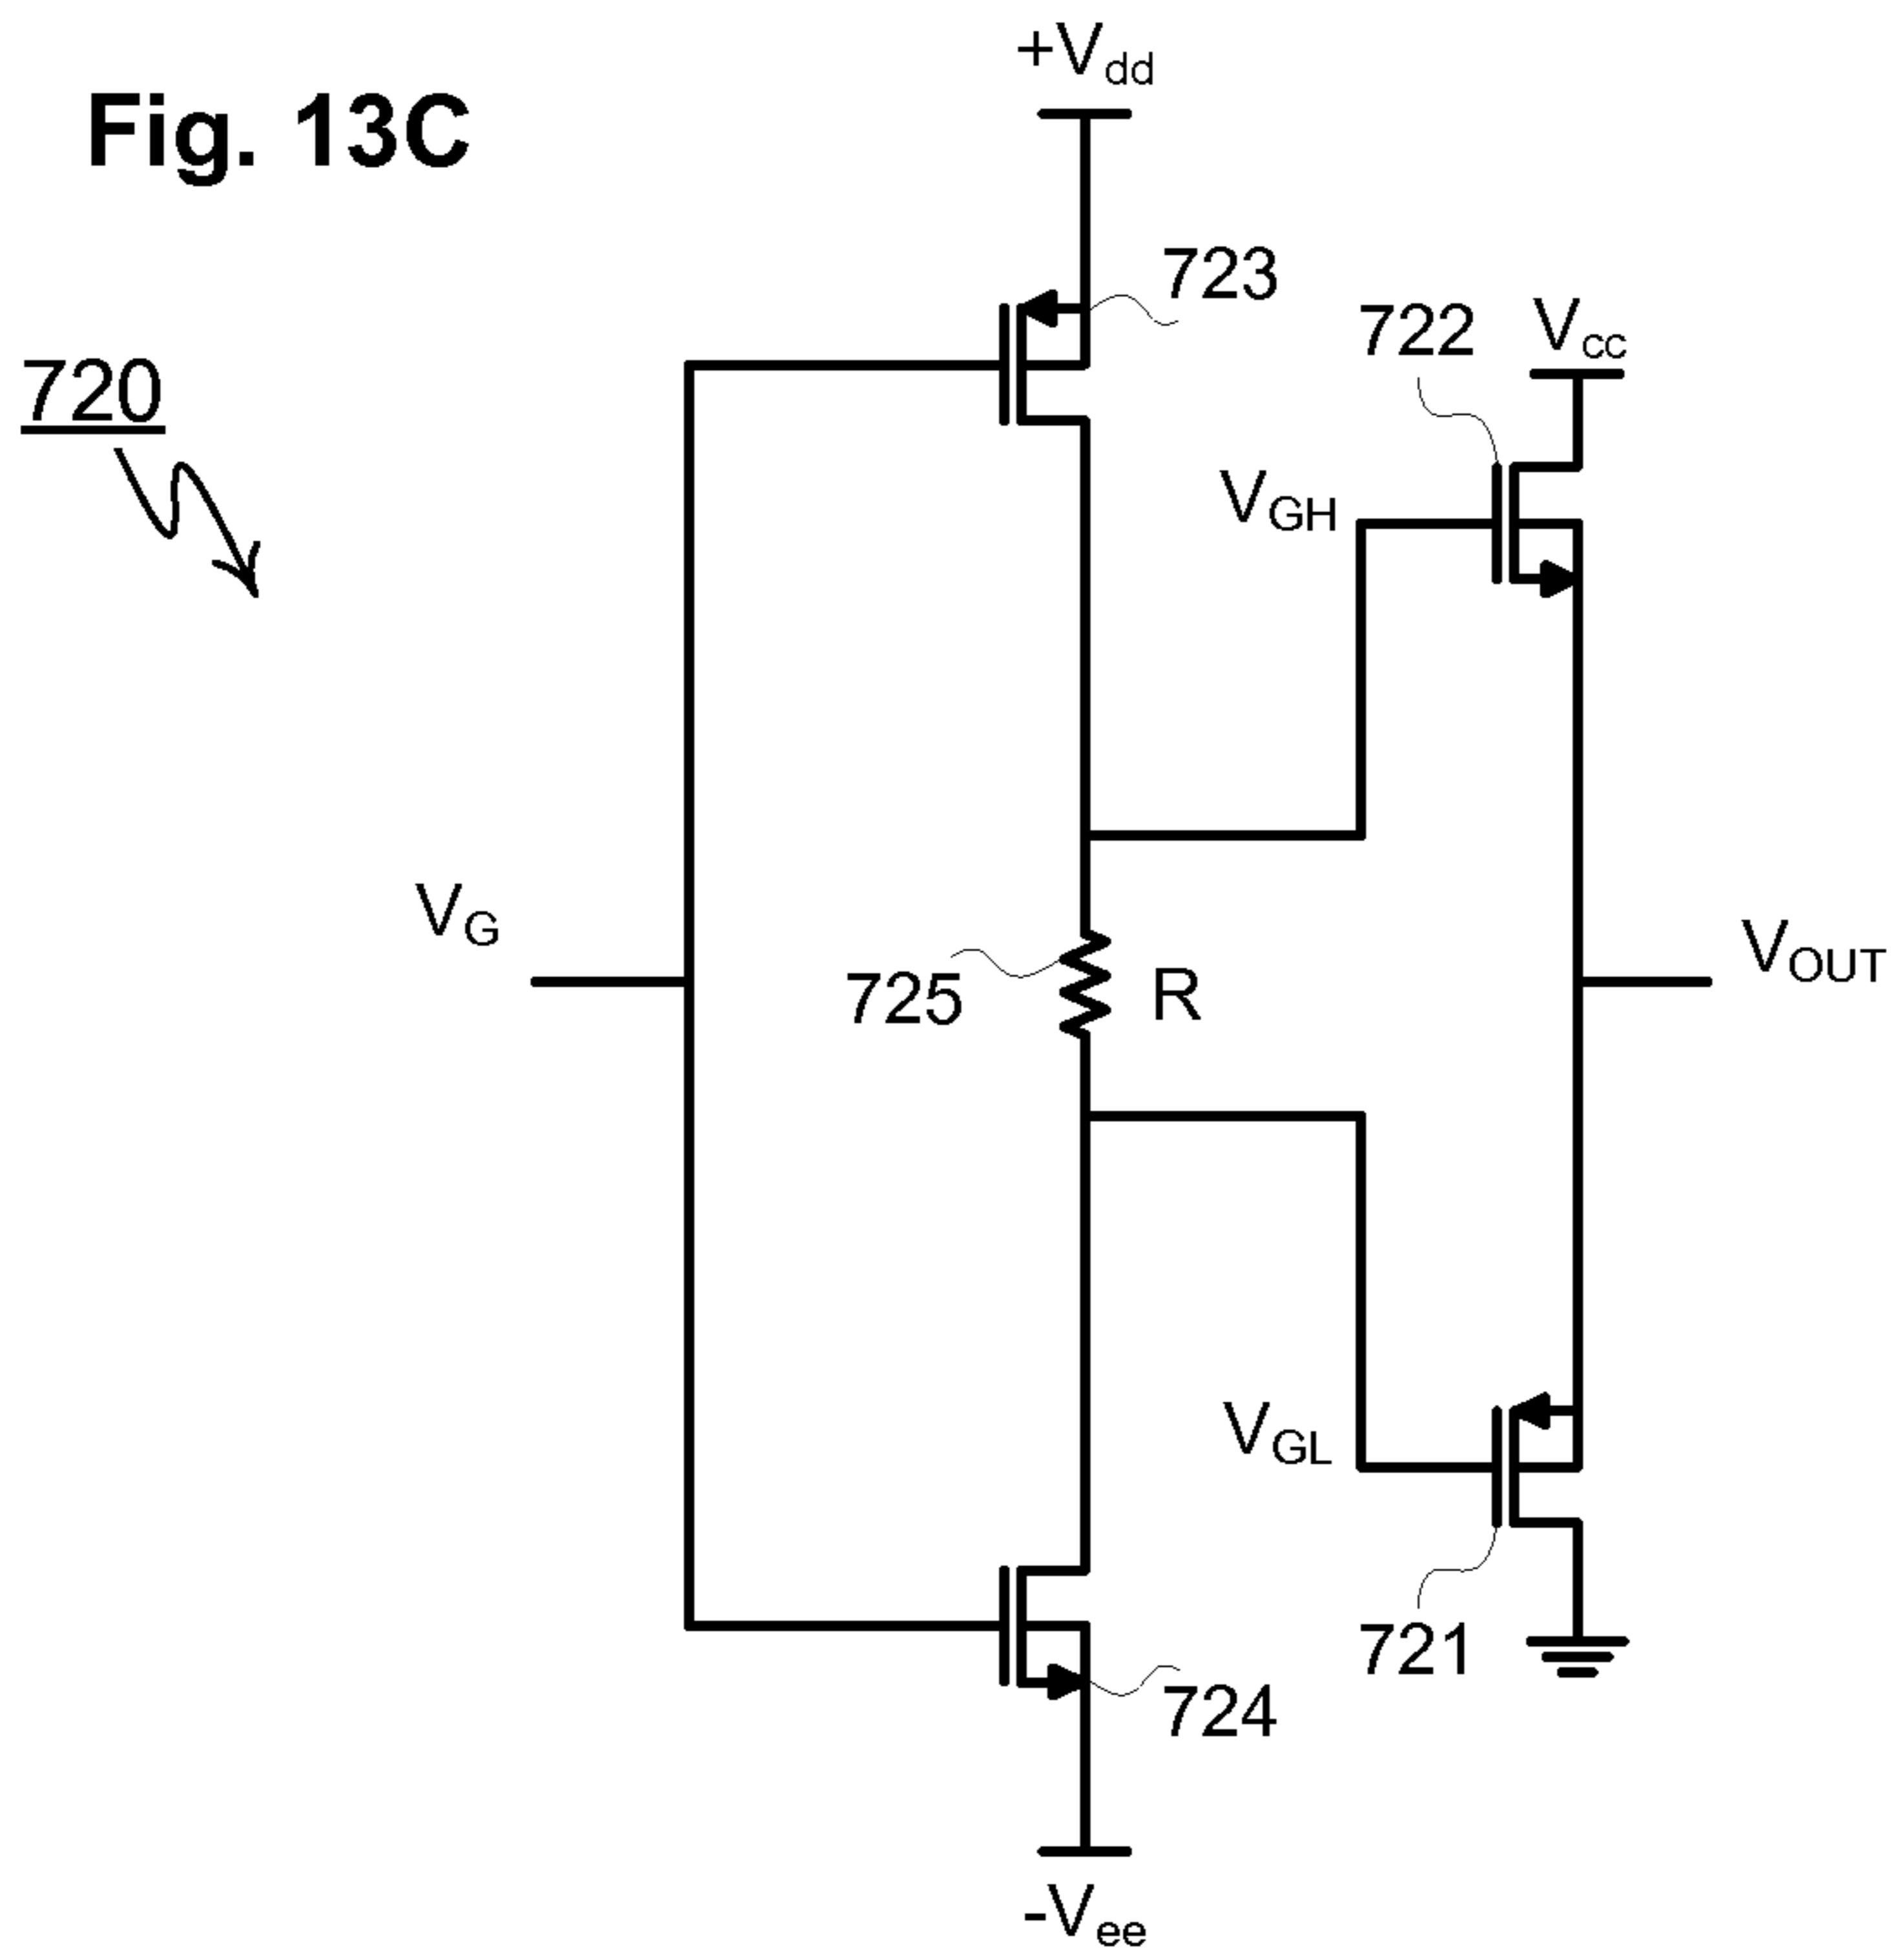 Fig. 13C
+Vdd
723
722
Vcc
720
VGH
VG
725
R
VOUT
VGL
721
724
-Vee